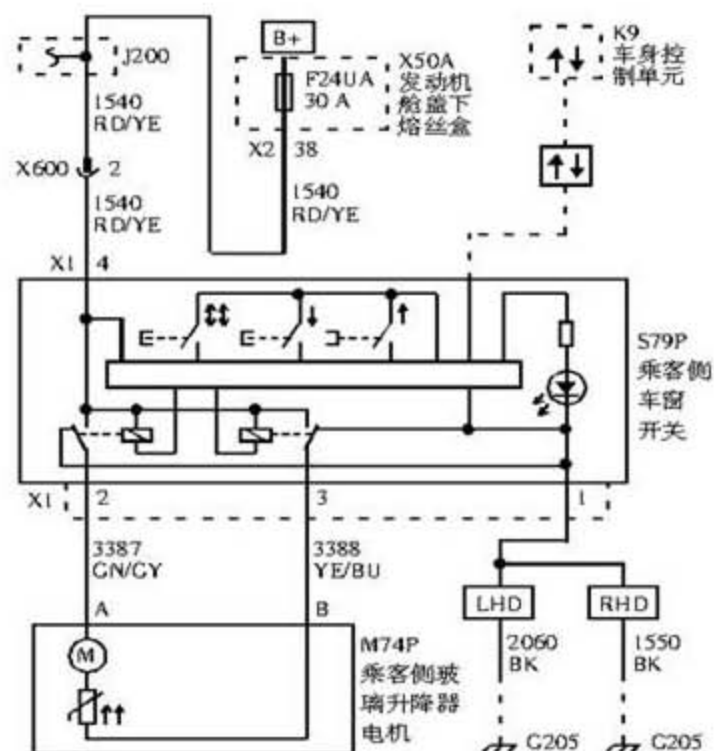 J200
B+
F24UA
30 A
X50A
发动机
舱盖下
熔丝盒
K9
车身控
制单元
1540
RD/YE
X2
38
X600
2
1540
RD/YE
1540
RD/YE
X1
4
S79P
乘客侧
车窗
开关
X1
2
3
1
3387
GN/GY
3388
YE/BU
A
B
LHD
RHD
M
M74P
乘客侧玻
璃升降器
电机
2060
BK
1550
BK
G205
G205